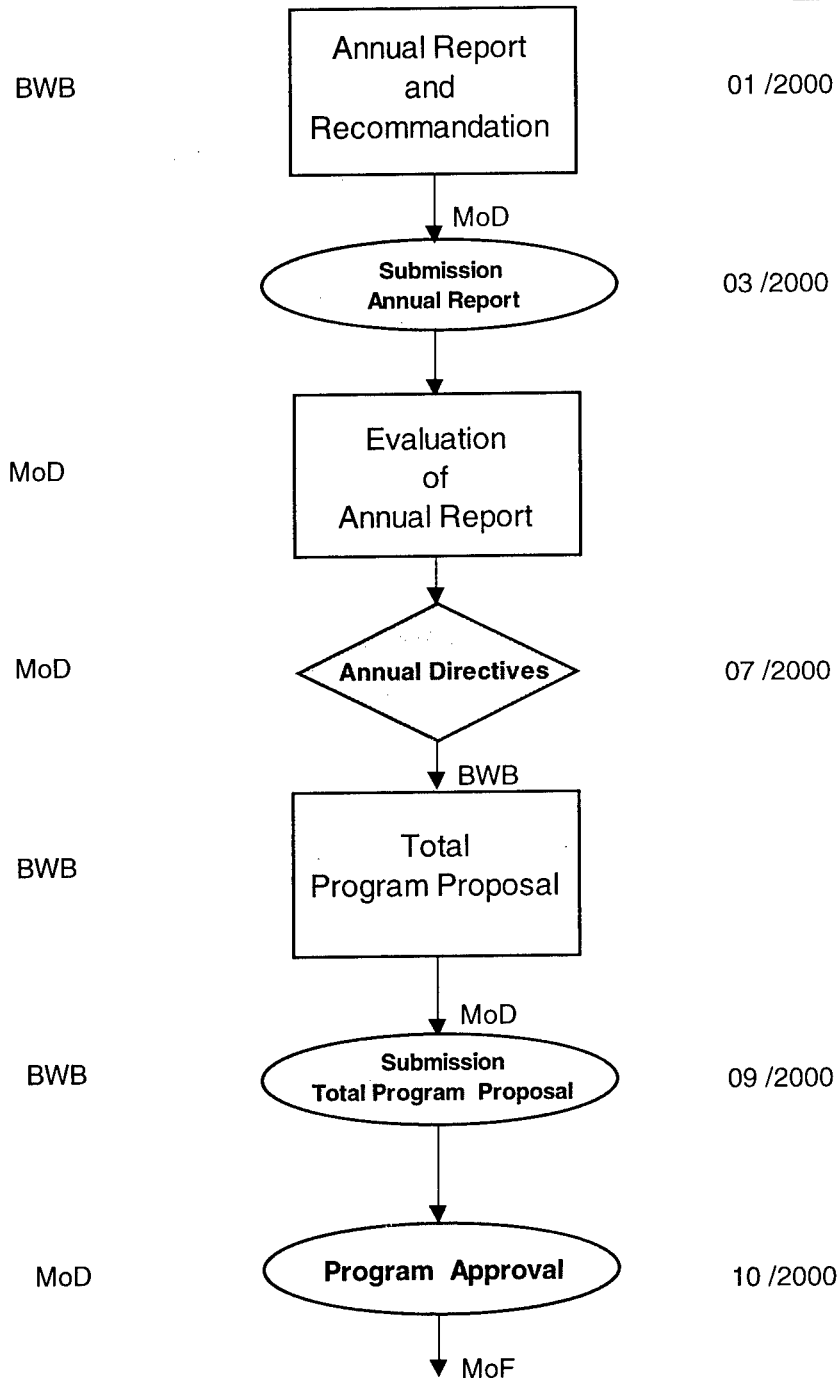 Annual Report
BWB
and
01 /2000
Recommandation
MoD
Submission
Annual Report
03 /2000
Evaluation
MoD
of
Annual Report
MoD
Annual Directives
07 /2000
BWB
Total
BWB
Program Proposal
MoD
Submission
BWB
Total Program Proposal
09 /2000
MoD
Program Approval
10 /2000
MoF